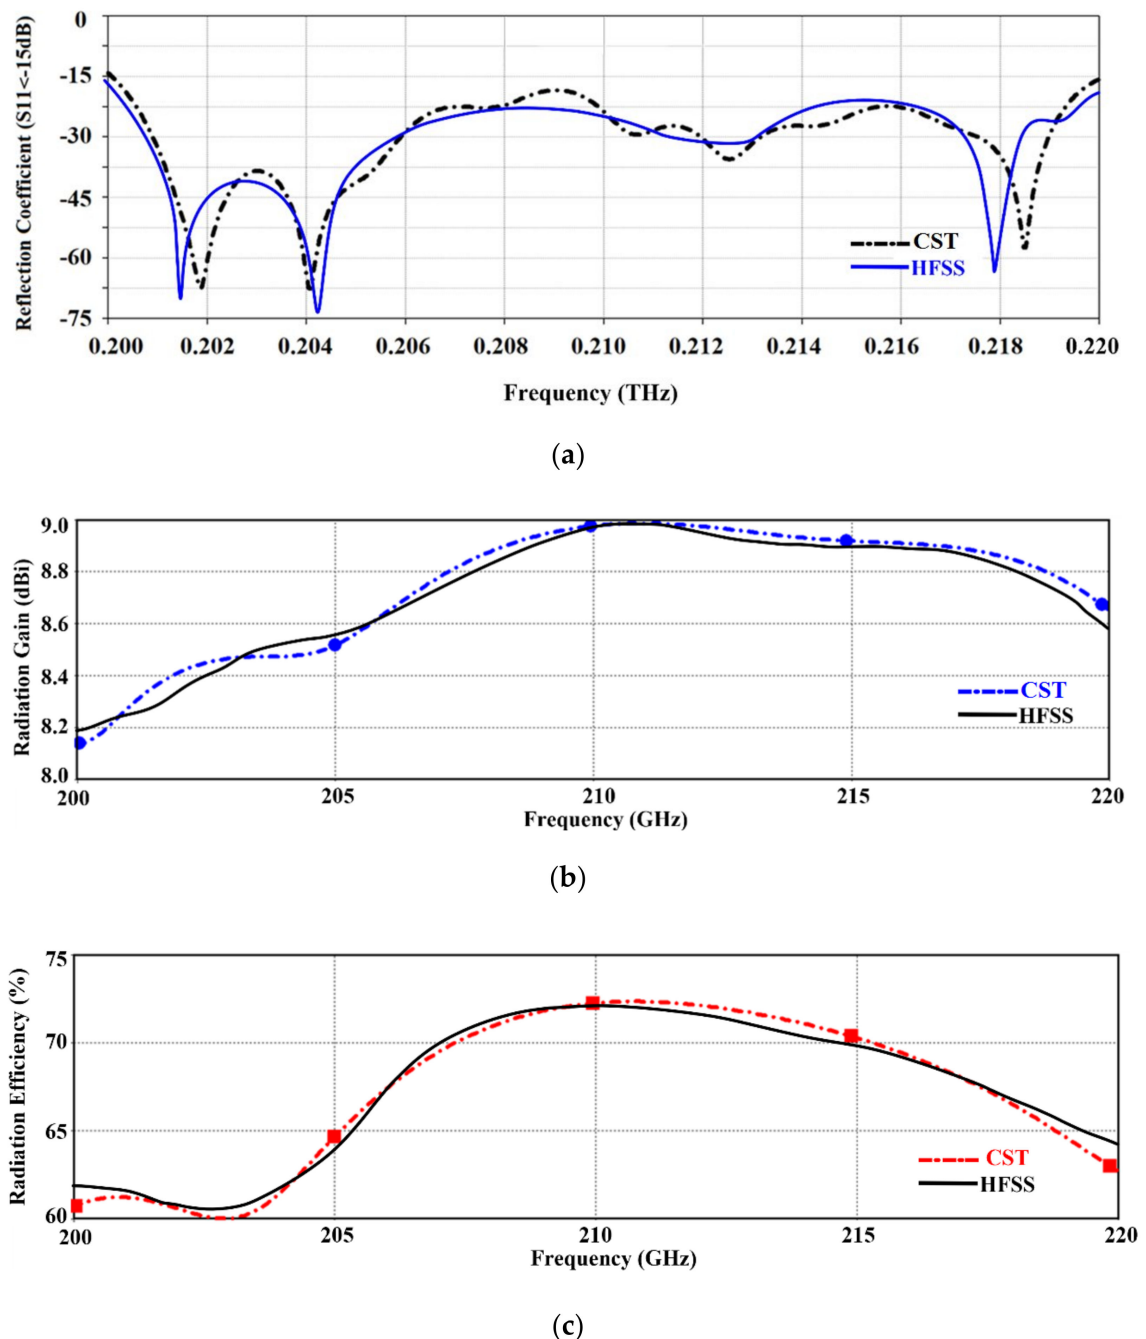 Reflection Coefficient (S11<-15dB)
0
-15
-30
-45
-60
-75
CST
HFSS
0.200 0.202 0.204 0.206 0.208 0.210 0.212 0.214 0.216 0.218 0.220
Frequency (THz)
(a)
Radiation Gain (dBi)
9.0
8.8
8.6
8.4
8.2
8.0
CST
HFSS
200 205 210 215 220
Frequency (GHz)
(b)
Radiation Efficiency (%)
75
70
65
60
CST
HFSS
200 205 210 215 220
Frequency (GHz)
(c)